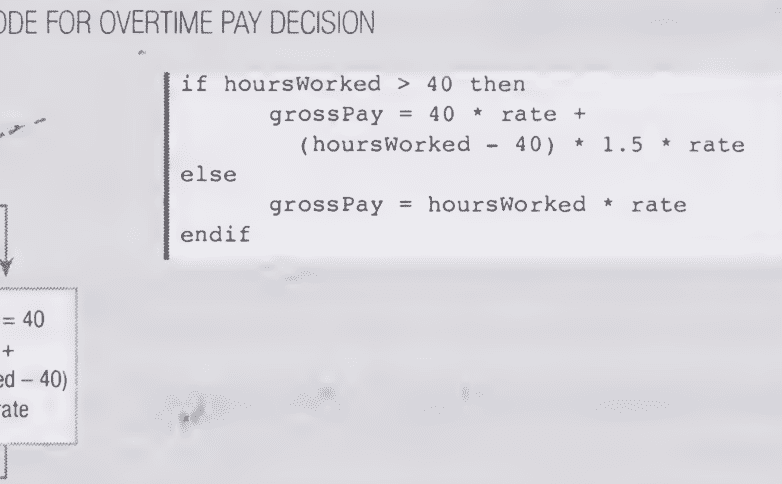 ODE FOR OVERTIME PAY DECISION
if hoursWorked > 40 then
grossPay = 40 * rate +
(hoursWorked – 40) * 1.5 * rate
else
grossPay = hoursWorked * rate
endif
= 40
+
ed – 40)
rate